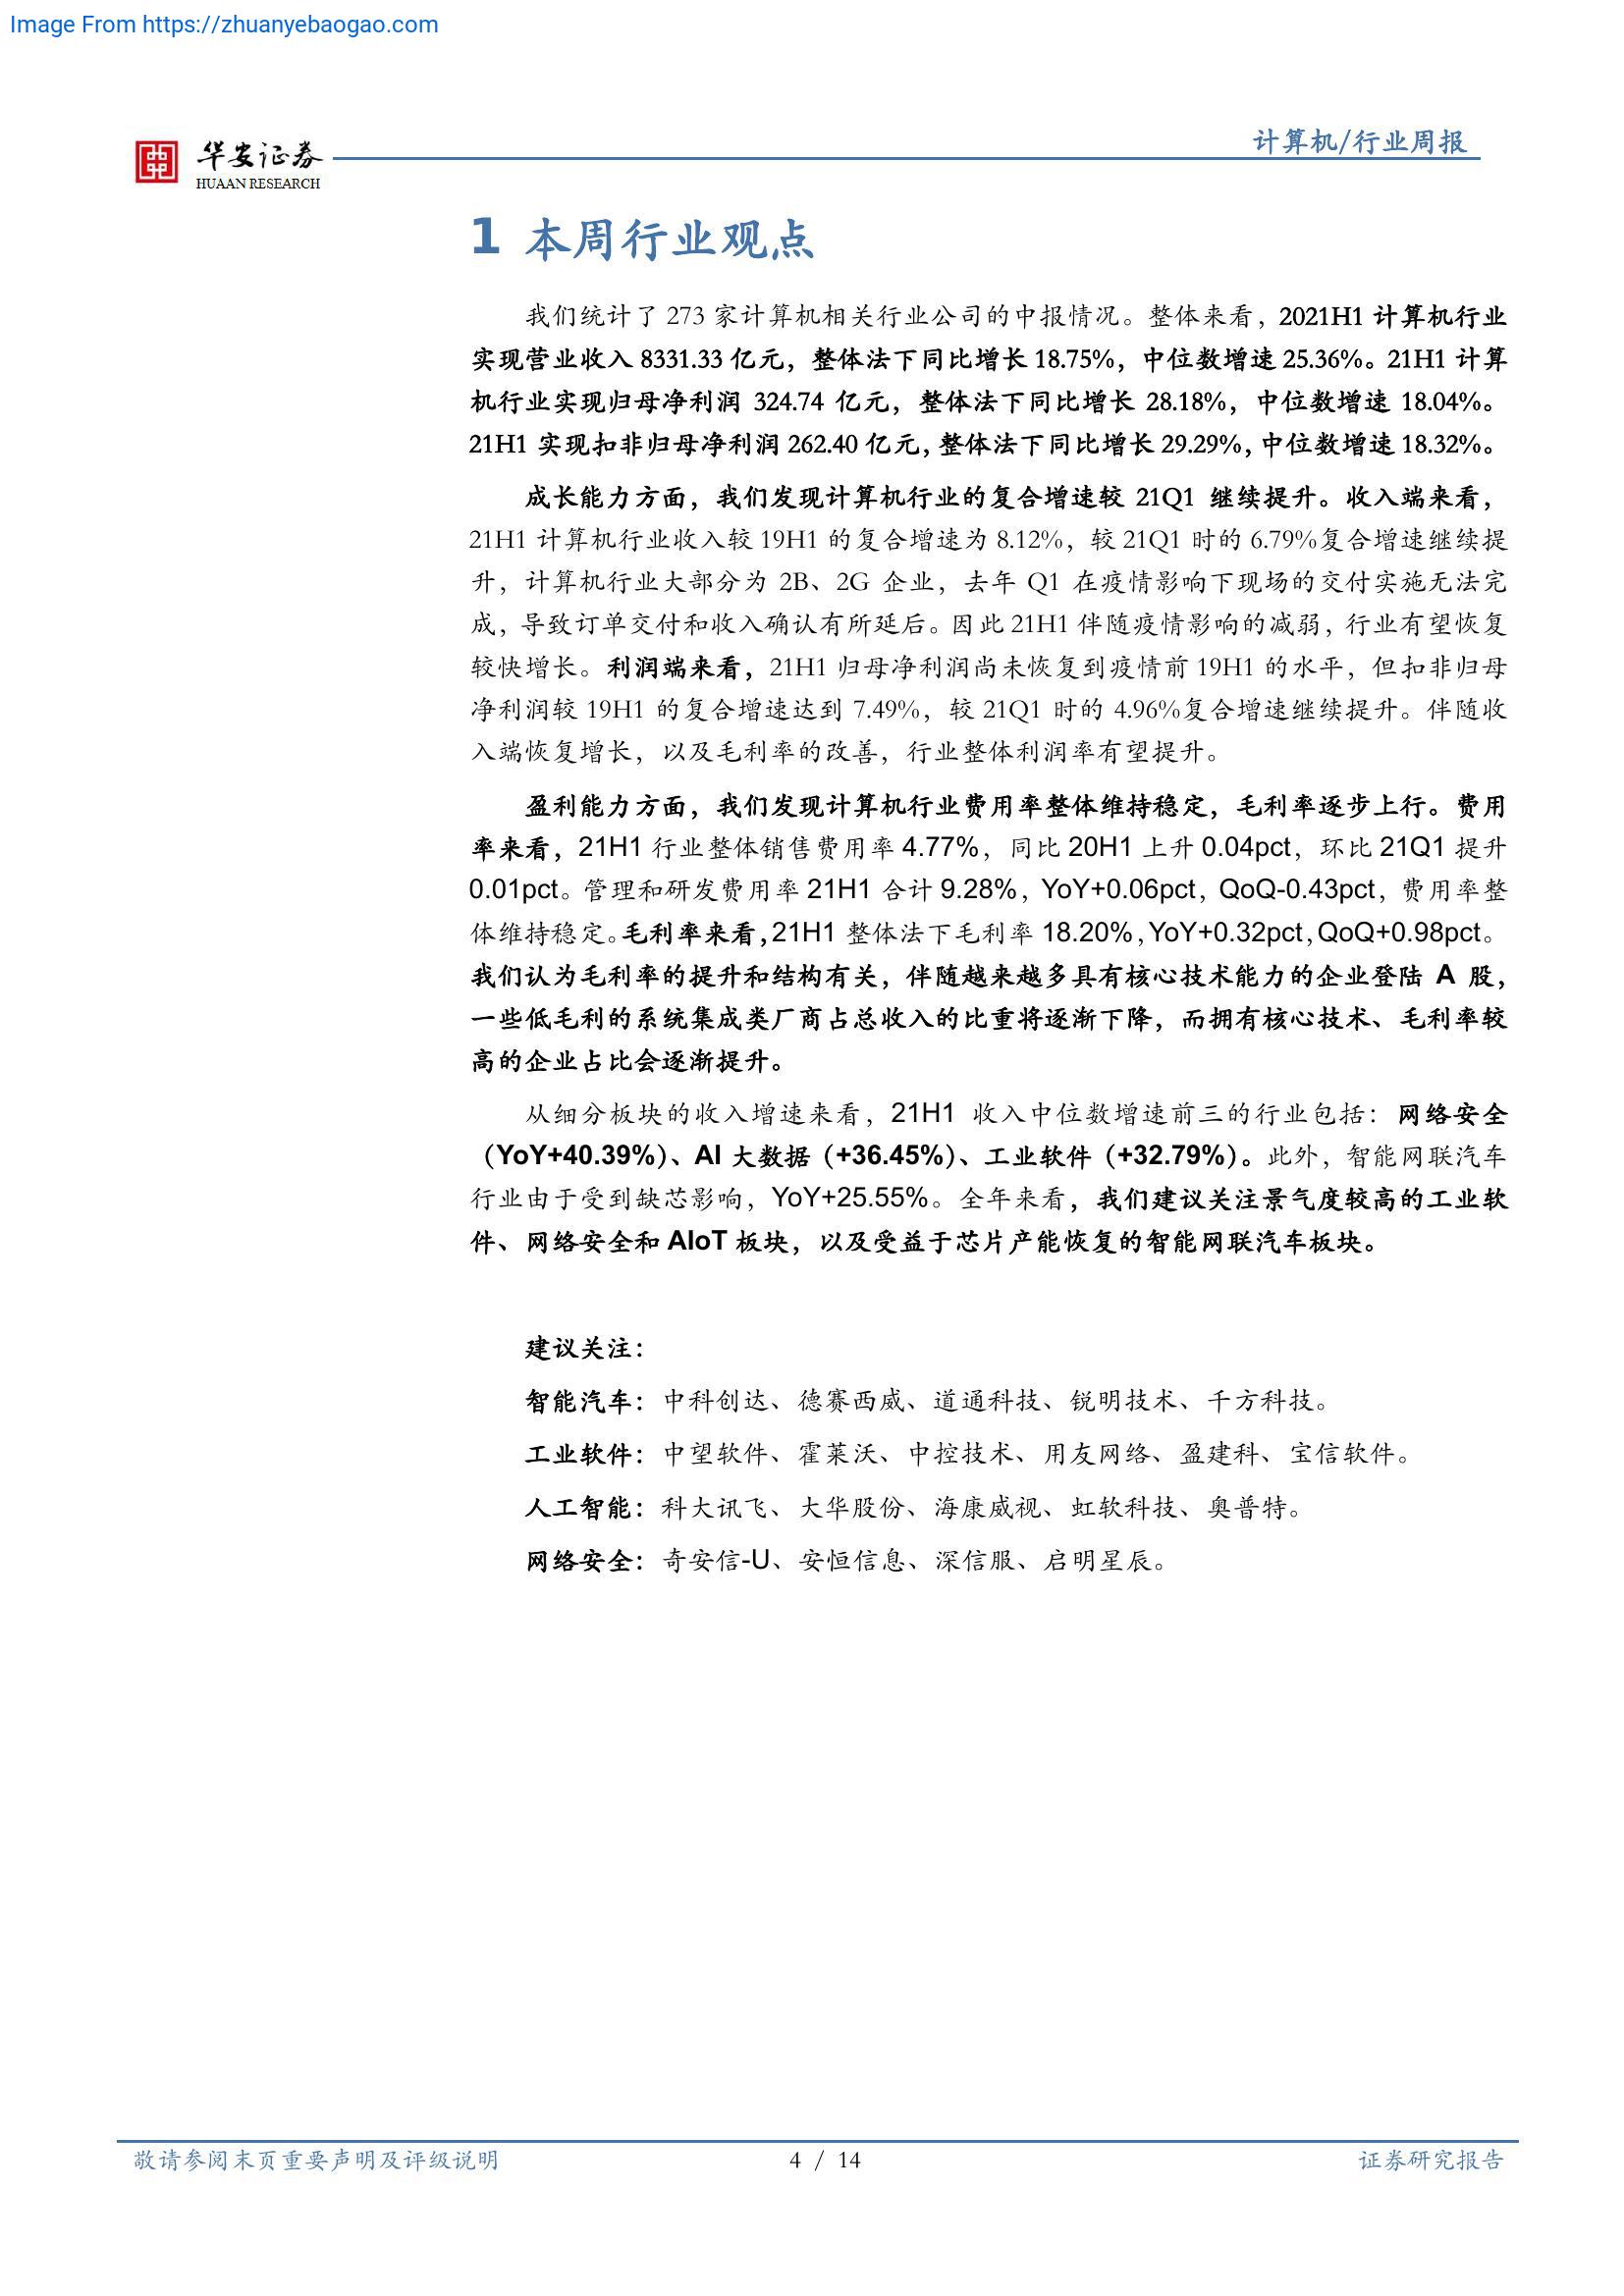 Image From https://zhuanyebaogao.com
华安证券
HUAAN RESEARCH
计算机/行业周报
1 本周行业观点
我们统计了 273 家计算机相关行业公司的中报情况。整体来看，2021H1 计算机行业
实现营业收入 8331.33 亿元，整体法下同比增长 18.75%，中位数增速 25.36%。21H1 计算
机行业实现归母净利润 324.74 亿元，整体法下同比增长 28.18%，中位数增速 18.04%。
21H1 实现扣非归母净利润 262.40 亿元，整体法下同比增长 29.29%，中位数增速 18.32%。
成长能力方面，我们发现计算机行业的复合增速较 21Q1 继续提升。收入端来看，
21H1 计算机行业收入较 19H1 的复合增速为 8.12%，较 21Q1 时的 6.79%复合增速继续提
升，计算机行业大部分为 2B、2G 企业，去年 Q1 在疫情影响下现场的交付实施无法完
成，导致订单交付和收入确认有所延后。因此 21H1 伴随疫情影响的减弱，行业有望恢复
较快增长。利润端来看，21H1 归母净利润尚未恢复到疫情前 19H1 的水平，但扣非归母
净利润较 19H1 的复合增速达到 7.49%，较 21Q1 时的 4.96%复合增速继续提升。伴随收
入端恢复增长，以及毛利率的改善，行业整体利润率有望提升。
盈利能力方面，我们发现计算机行业费用率整体维持稳定，毛利率逐步上行。费用
率来看，21H1 行业整体销售费用率 4.77%，同比 20H1 上升 0.04pct，环比 21Q1 提升
0.01pct。管理和研发费用率 21H1 合计 9.28%，YoY+0.06pct，QoQ-0.43pct，费用率整
体维持稳定。毛利率来看，21H1 整体法下毛利率 18.20%，YoY+0.32pct，QoQ+0.98pct。
我们认为毛利率的提升和结构有关，伴随越来越多具有核心技术能力的企业登陆 A 股，
一些低毛利的系统集成类厂商占总收入的比重将逐渐下降，而拥有核心技术、毛利率较
高的企业占比会逐渐提升。
从细分板块的收入增速来看，21H1 收入中位数增速前三的行业包括：网络安全
（YoY+40.39%）、AI 大数据（+36.45%）、工业软件（+32.79%）。此外，智能网联汽车
行业由于受到缺芯影响，YoY+25.55%。全年来看，我们建议关注景气度较高的工业软
件、网络安全和 AIoT 板块，以及受益于芯片产能恢复的智能网联汽车板块。
建议关注：
智能汽车：中科创达、德赛西威、道通科技、锐明技术、千方科技。
工业软件：中望软件、霍莱沃、中控技术、用友网络、盈建科、宝信软件。
人工智能：科大讯飞、大华股份、海康威视、虹软科技、奥普特。
网络安全：奇安信-U、安恒信息、深信服、启明星辰。
敬请参阅末页重要声明及评级说明
4 / 14
证券研究报告